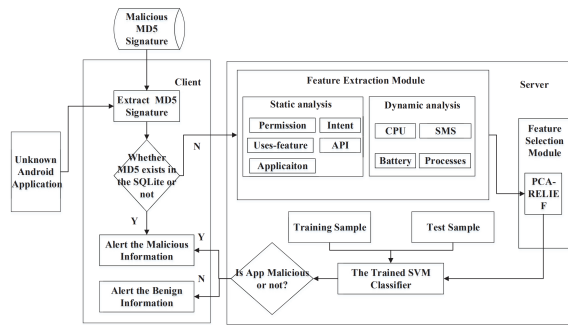 Malicious
MD5
Signature
Client
Extract MD5
Signature
Unknown
Android
Application
Whether
MD5 exists in
the SQLite or
not
N
Y
Alert the Malicious
Information
Alert the Benign
Information
Y
N
Server
Feature Extraction Module
Static analysis
Permission
Intent
Uses-feature
API
Applicaiton
Dynamic analysis
CPU
SMS
Battery
Processes
Feature
Selection
Module
PCA-
RELIE
F
Training Sample
Test Sample
The Trained SVM
Classifier
Is App Malicious
or not?